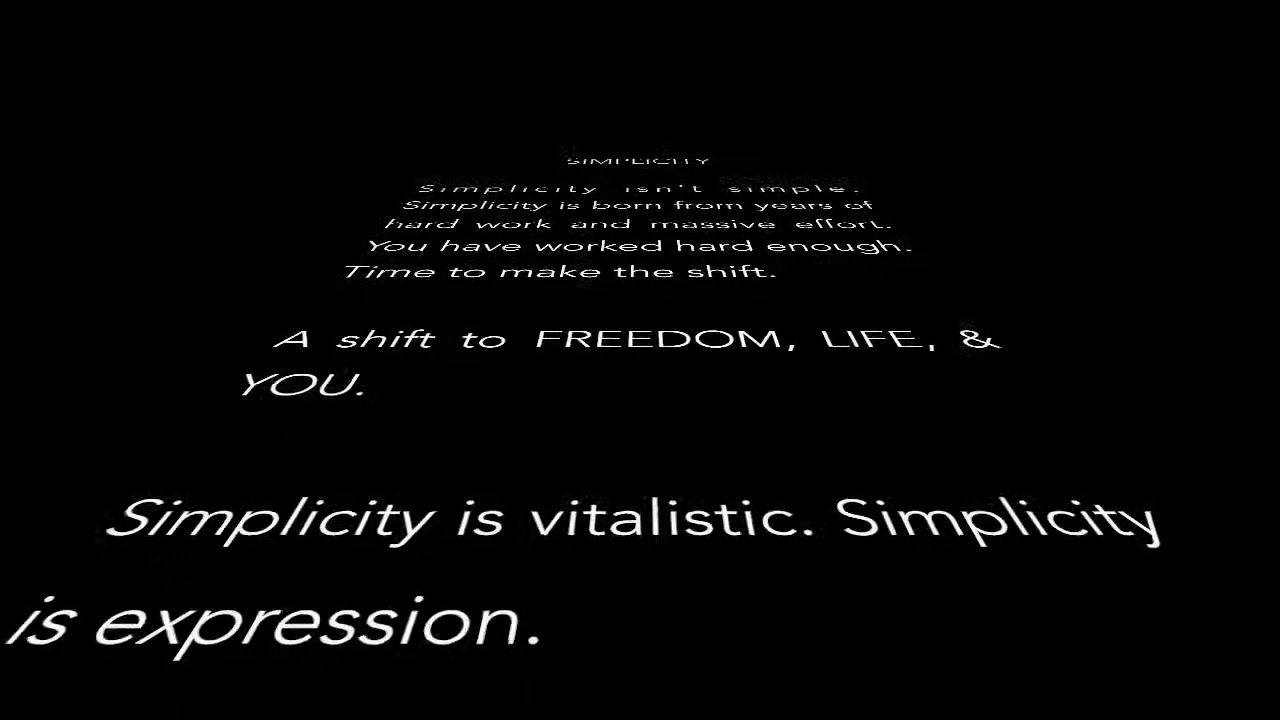 SIMPLICITY
Simplicity isn't simple.
Simplicity is born from years of
hard work and massive effort.
You have worked hard enough.
Time to make the shift.
A shift to FREEDOM, LIFE, &
YOU.
Simplicity is vitalistic. Simplicity
is expression.